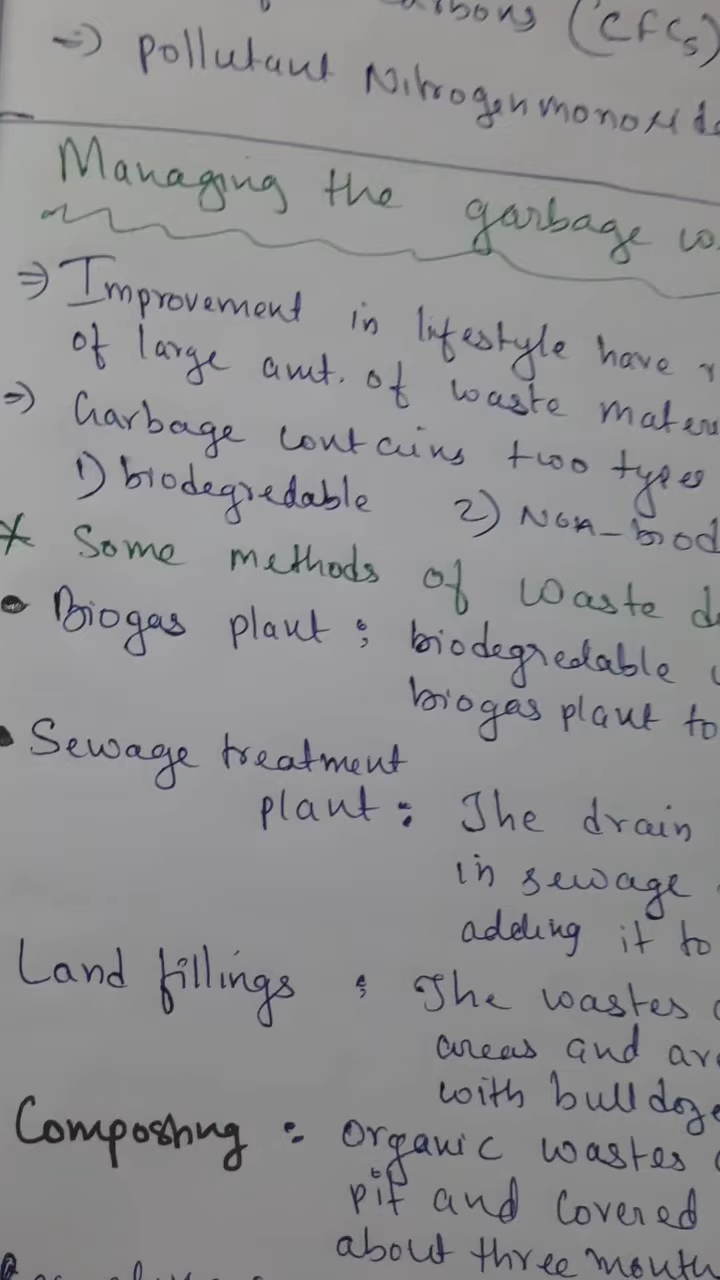 (CFCs)
=> pollutant Nitrogen monoxid
Managing the garbage
=> Improvement in lifestyle have
of large amt. of waste mater
=> Garbage contains two types
1) biodegredable 2) Non-biod
* Some methods of waste d
• Biogas plant : biodegredable
biogas plant to
• Sewage treatment
plant : The drain
in sewage
adding it to
Land fillings : The wastes
areas and ar
with bulldoze
Composting : Organic wastes
pit and covered
about three month